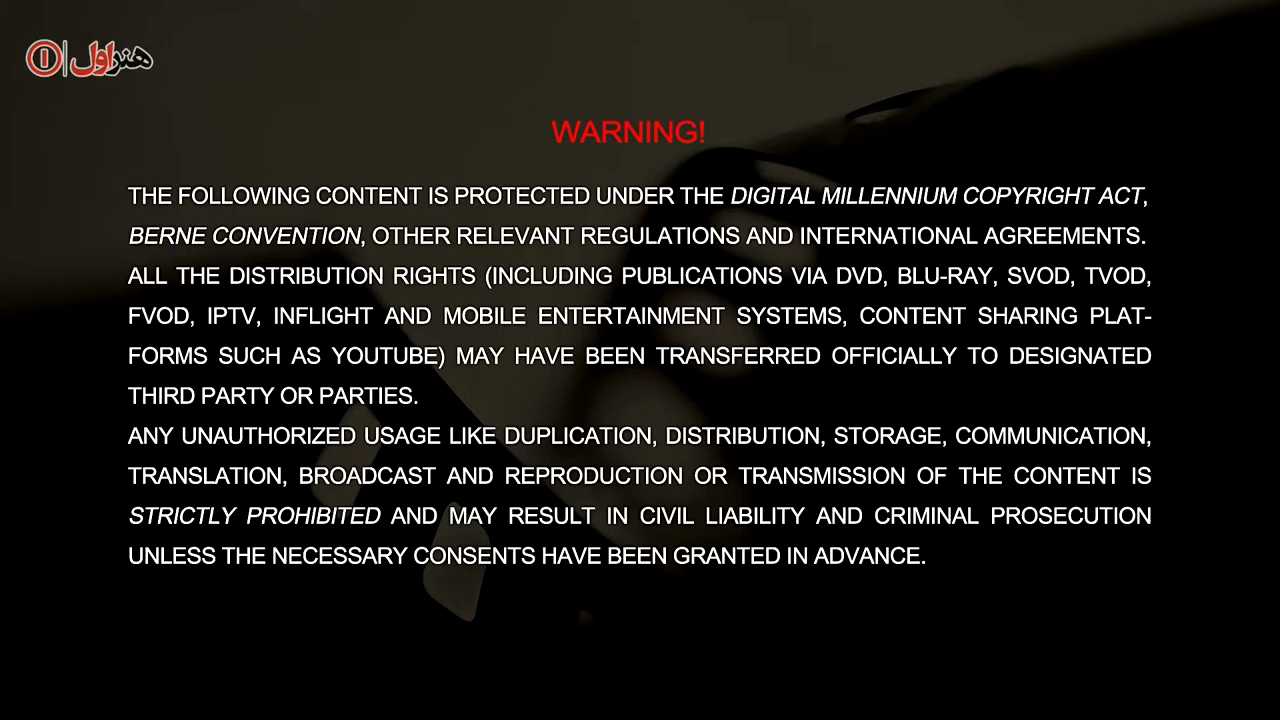 هنر اول
WARNING!
THE FOLLOWING CONTENT IS PROTECTED UNDER THE DIGITAL MILLENNIUM COPYRIGHT ACT,
BERNE CONVENTION, OTHER RELEVANT REGULATIONS AND INTERNATIONAL AGREEMENTS.
ALL THE DISTRIBUTION RIGHTS (INCLUDING PUBLICATIONS VIA DVD, BLU-RAY, SVOD, TVOD,
FVOD, IPTV, INFLIGHT AND MOBILE ENTERTAINMENT SYSTEMS, CONTENT SHARING PLAT-
FORMS SUCH AS YOUTUBE) MAY HAVE BEEN TRANSFERRED OFFICIALLY TO DESIGNATED
THIRD PARTY OR PARTIES.
ANY UNAUTHORIZED USAGE LIKE DUPLICATION, DISTRIBUTION, STORAGE, COMMUNICATION,
TRANSLATION, BROADCAST AND REPRODUCTION OR TRANSMISSION OF THE CONTENT IS
STRICTLY PROHIBITED AND MAY RESULT IN CIVIL LIABILITY AND CRIMINAL PROSECUTION
UNLESS THE NECESSARY CONSENTS HAVE BEEN GRANTED IN ADVANCE.